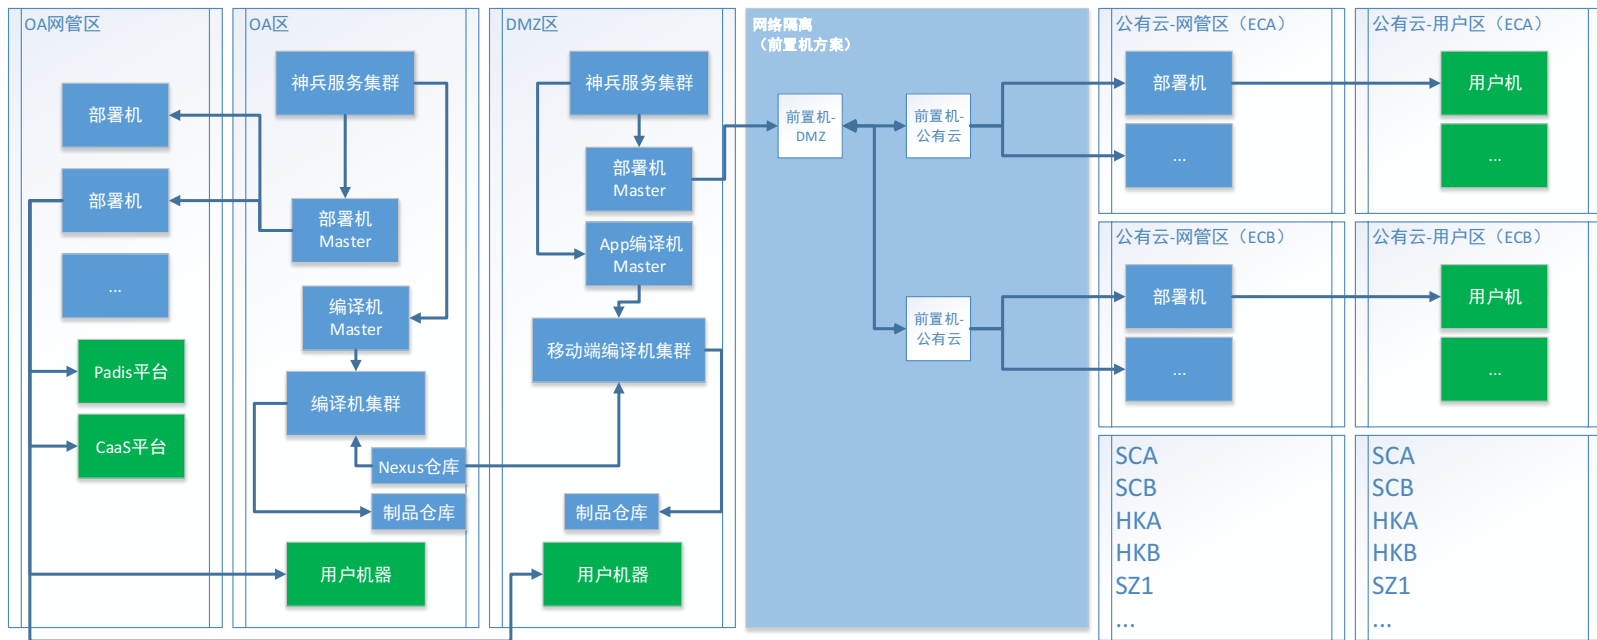 OA网管区
部署机
部署机
...
Padis平台
CaaS平台
OA区
神兵服务集群
部署机
Master
编译机
Master
编译机集群
Nexus仓库
制品仓库
用户机器
DMZ区
神兵服务集群
部署机
Master
App编译机
Master
移动端编译机集群
制品仓库
用户机器
网络隔离
（前置机方案）
前置机-
DMZ
前置机-
公有云
前置机-
公有云
公有云-网管区（ECA）
部署机
...
公有云-用户区（ECA）
用户机
...
公有云-网管区（ECB）
部署机
...
公有云-用户区（ECB）
用户机
...
SCA
SCB
HKA
HKB
SZ1
...
SCA
SCB
HKA
HKB
SZ1
...